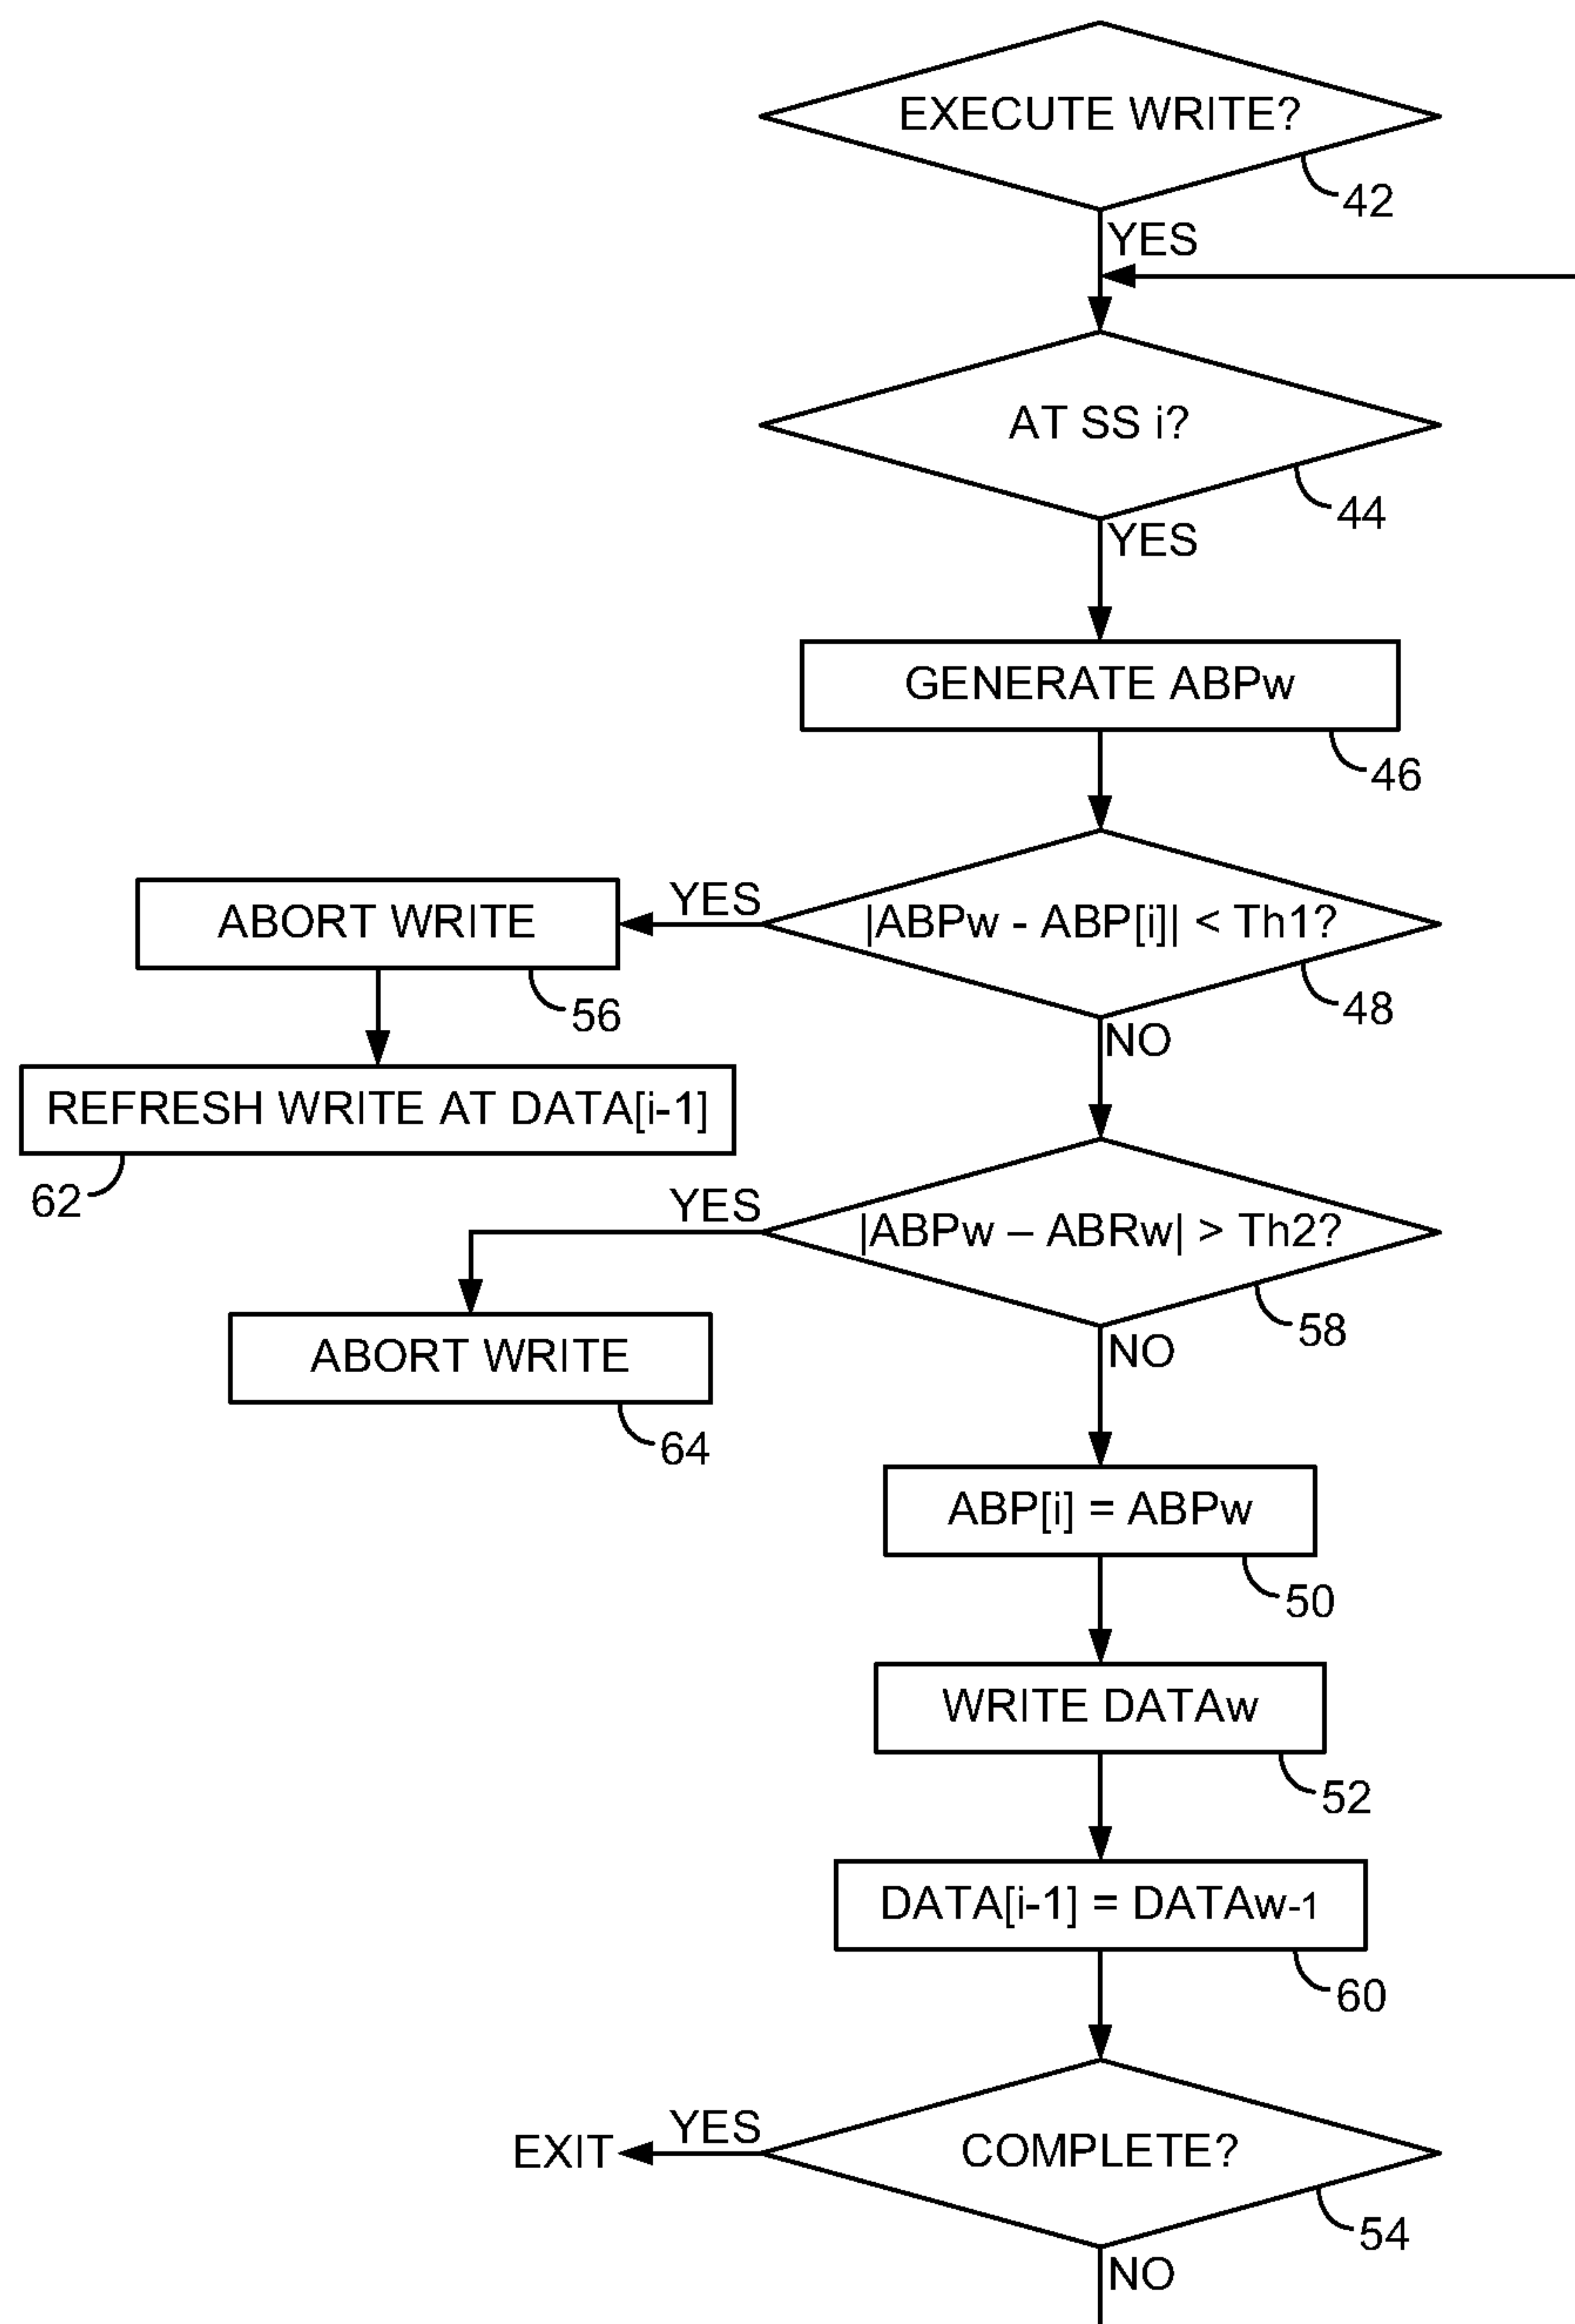 EXECUTE WRITE?
42
YES
AT SS i?
44
YES
GENERATE ABPw
46
YES
ABORT WRITE
|ABPw - ABP[i]| < Th1?
56
48
NO
REFRESH WRITE AT DATA[i-1]
62
YES
|ABPw – ABRw| > Th2?
58
NO
ABORT WRITE
64
ABP[i] = ABPw
50
WRITE DATAw
52
DATA[i-1] = DATAw-1
60
YES
EXIT
COMPLETE?
54
NO